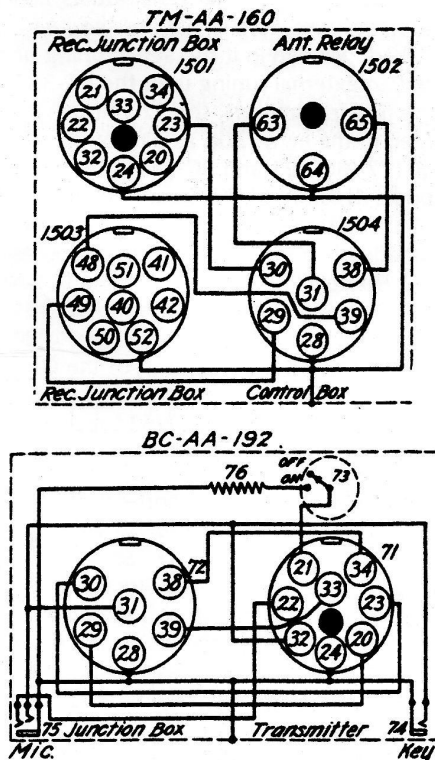 TM-AA-160
Rec. Junction Box Ant. Relay
1501 1502
21 33 34
22 23 63 65
32 24 20 64
1503 1504
48 51 41 30 38
49 40 42 31
50 52 29 28 39
Rec. Junction Box Control Box
BC-AA-192.
76 OFF 73
ON
72 71
30 38 21 34
31 22 33 23
29 39 32 20
28 24
75 Junction Box Transmitter 74
Mic. Key